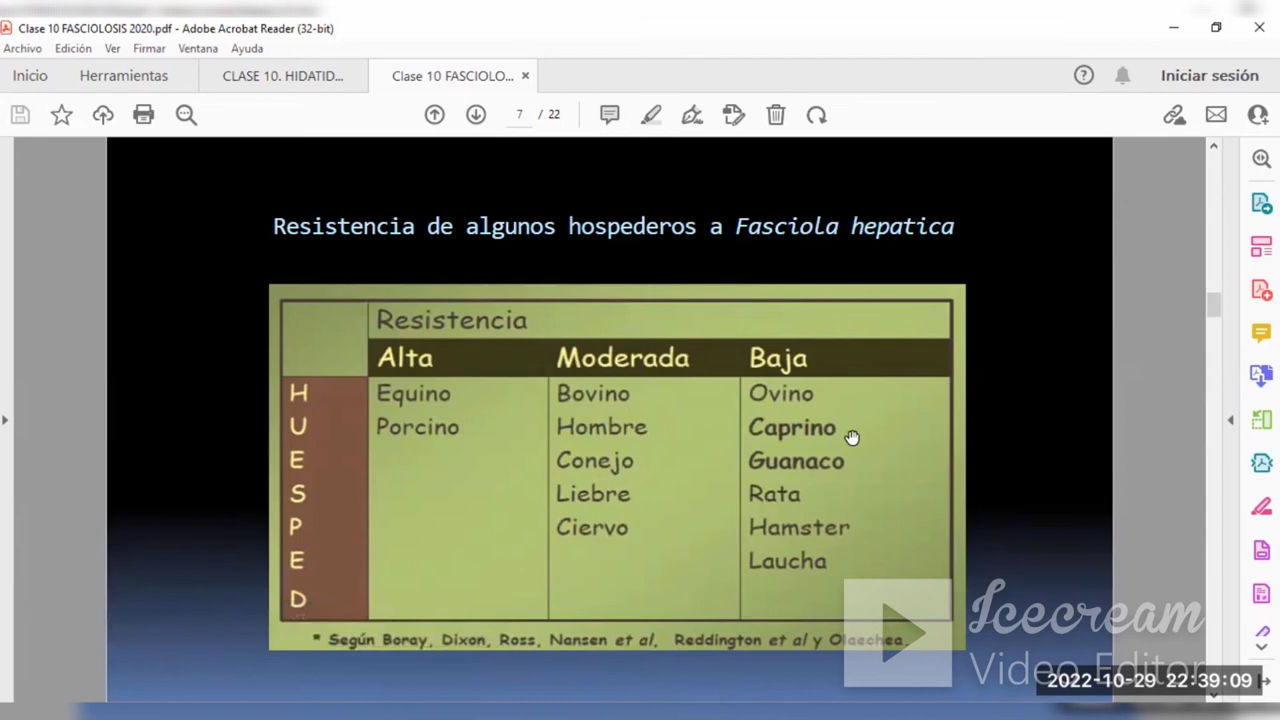 Clase 10 FASCIOLOSIS 2020.pdf - Adobe Acrobat Reader (32-bit)
Archivo Edición Ver Firmar Ventana Ayuda
Inicio Herramientas CLASE 10. HIDATID... Clase 10 FASCIOLO... ×
Iniciar sesión
7 / 22
Resistencia de algunos hospederos a Fasciola hepatica
Resistencia
Alta Moderada Baja
H Equino Bovino Ovino
U Porcino Hombre Caprino
E Conejo Guanaco
S Liebre Rata
P Ciervo Hamster
E Laucha
D
* Según Boray, Dixon, Ross, Nansen et al, Reddington et al y Olaechea,
Icecream
Video Editor
2022-10-29 22:39:09